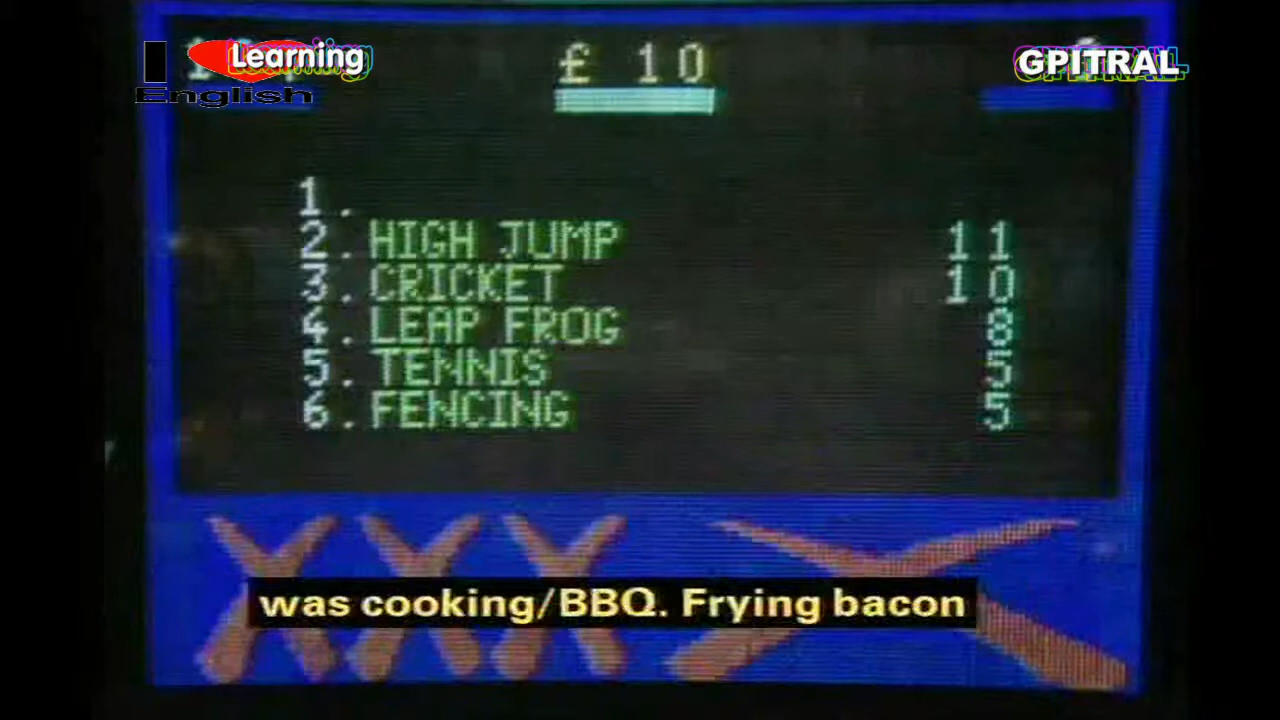 Learning
English
£ 10
GPITRAL
1.
2. HIGH JUMP 11
3. CRICKET 10
4. LEAP FROG 8
5. TENNIS 5
6. FENCING 5
XXX X
was cooking/BBQ. Frying bacon